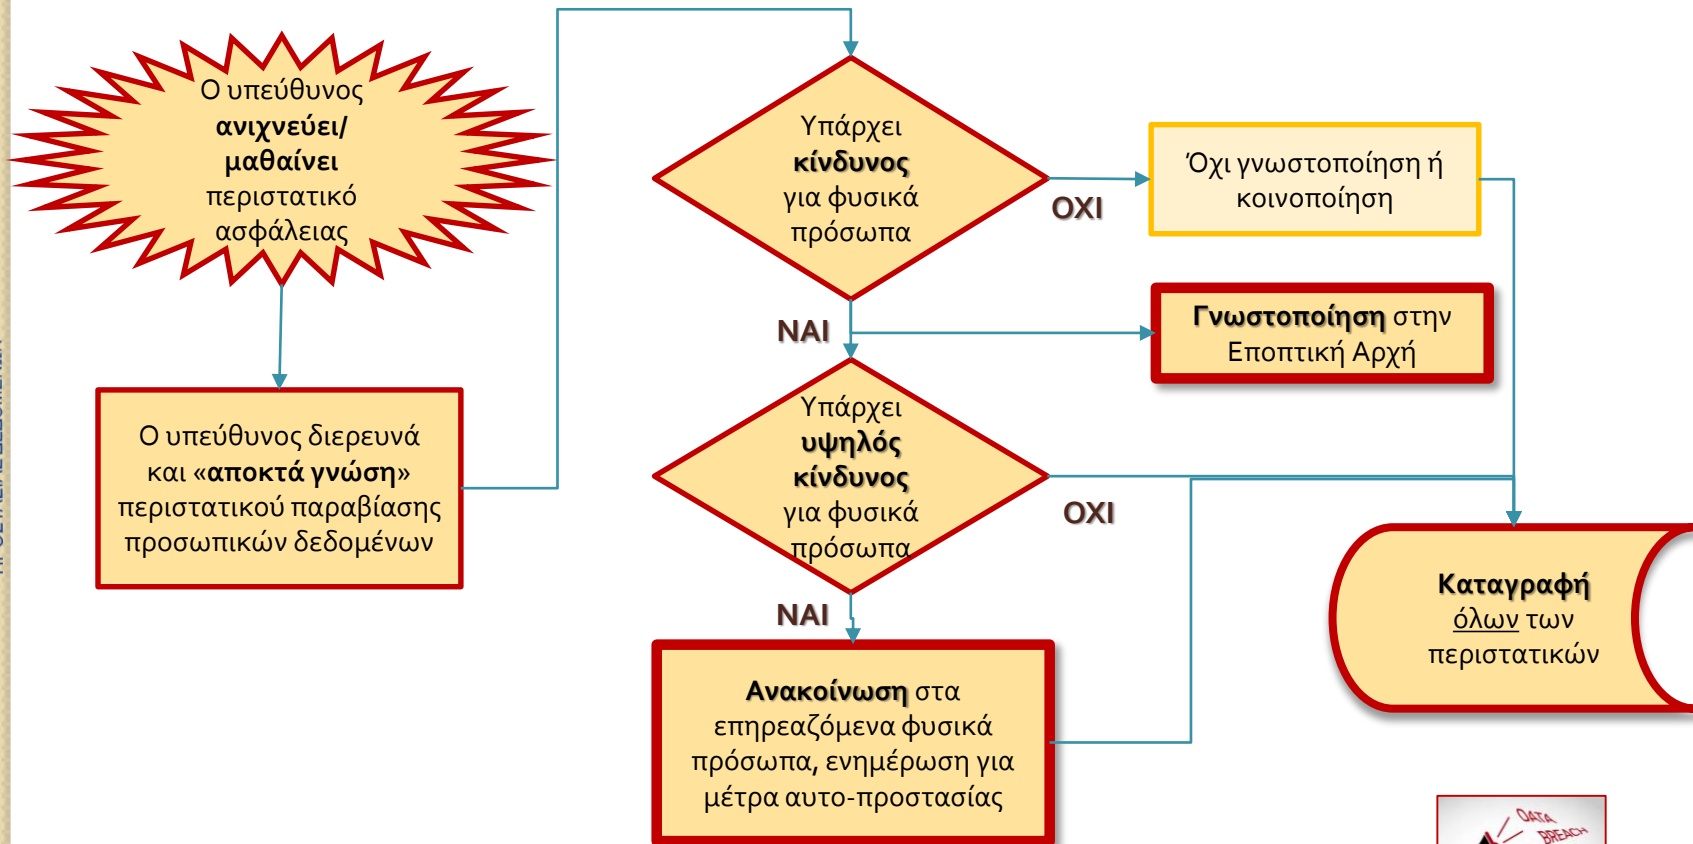 Ο υπεύθυνος
ανιχνεύει/
μαθαίνει
περιστατικό
ασφάλειας
Ο υπεύθυνος διερευνά
και «αποκτά γνώση»
περιστατικού παραβίασης
προσωπικών δεδομένων
Υπάρχει
κίνδυνος
για φυσικά
πρόσωπα
ΟΧΙ
Όχι γνωστοποίηση ή
κοινοποίηση
ΝΑΙ
Γνωστοποίηση στην
Εποπτική Αρχή
Υπάρχει
υψηλός
κίνδυνος
για φυσικά
πρόσωπα
ΟΧΙ
ΝΑΙ
Ανακοίνωση στα
επηρεαζόμενα φυσικά
πρόσωπα, ενημέρωση για
μέτρα αυτο-προστασίας
Καταγραφή
όλων των
περιστατικών
DATA
BREACH